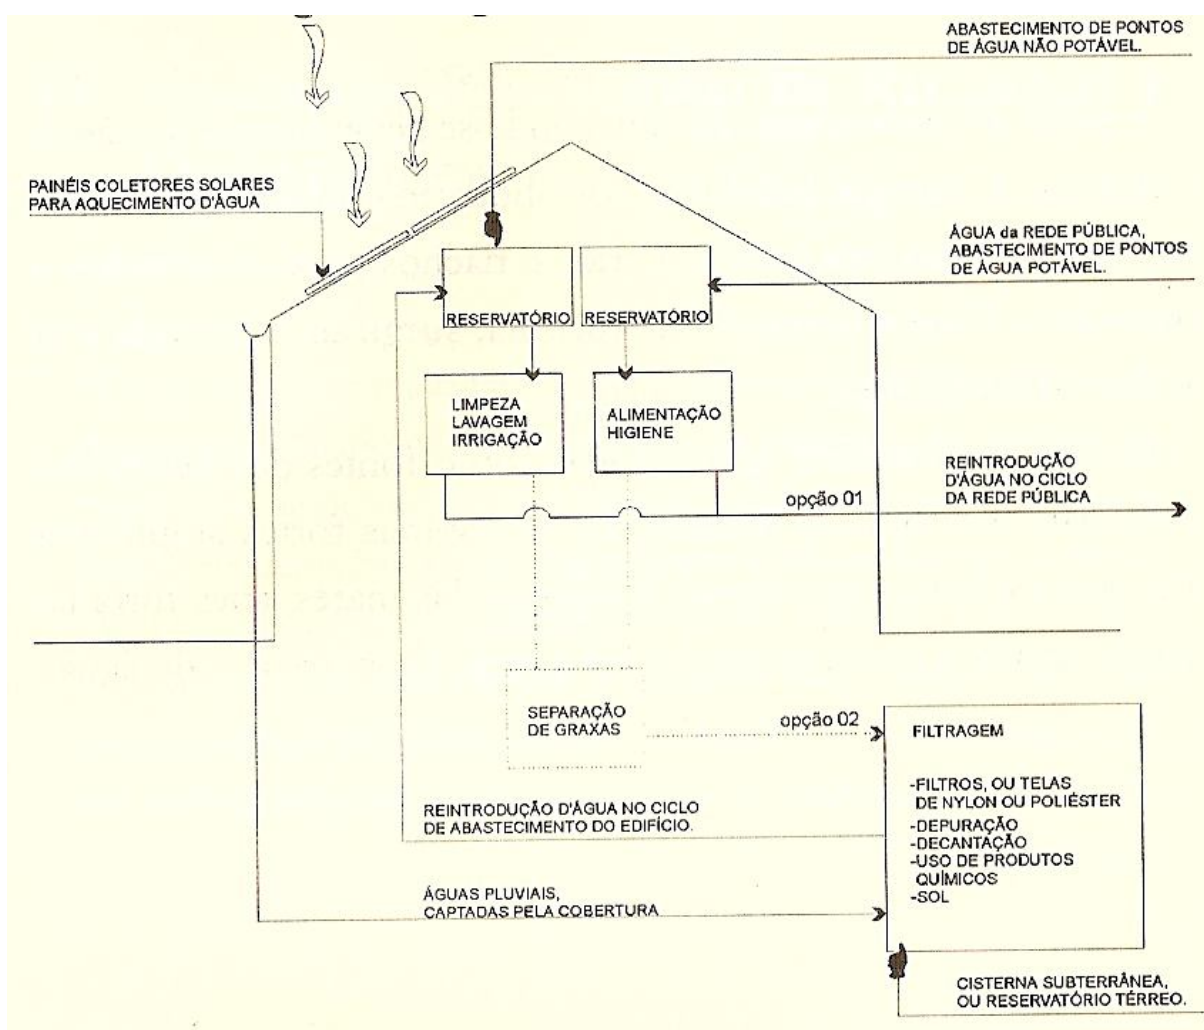 ABASTECIMENTO DE PONTOS
DE ÁGUA NÃO POTÁVEL.
PAINÉIS COLETORES SOLARES
PARA AQUECIMENTO D'ÁGUA
ÁGUA da REDE PÚBLICA,
ABASTECIMENTO DE PONTOS
DE ÁGUA POTÁVEL.
RESERVATÓRIO
RESERVATÓRIO
LIMPEZA
LAVAGEM
IRRIGAÇÃO
ALIMENTAÇÃO
HIGIENE
opção 01
REINTRODUÇÃO
D'ÁGUA NO CICLO
DA REDE PÚBLICA
SEPARAÇÃO
DE GRAXAS
opção 02
FILTRAGEM
-FILTROS, OU TELAS
DE NYLON OU POLIÉSTER
-DEPURAÇÃO
-DECANTAÇÃO
-USO DE PRODUTOS
QUÍMICOS
-SOL
REINTRODUÇÃO D'ÁGUA NO CICLO
DE ABASTECIMENTO DO EDIFÍCIO.
ÁGUAS PLUVIAIS,
CAPTADAS PELA COBERTURA
CISTERNA SUBTERRÂNEA,
OU RESERVATÓRIO TÉRREO.